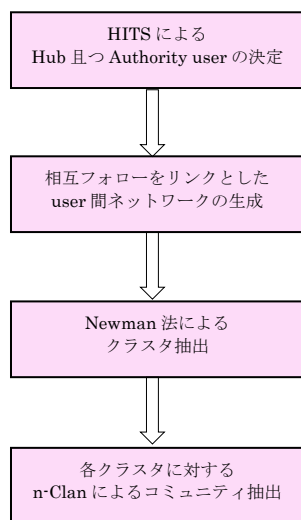 HITS による
Hub 且つ Authority user の決定
相互フォローをリンクとした
user 間ネットワークの生成
Newman 法による
クラスタ抽出
各クラスタに対する
n-Clan によるコミュニティ抽出